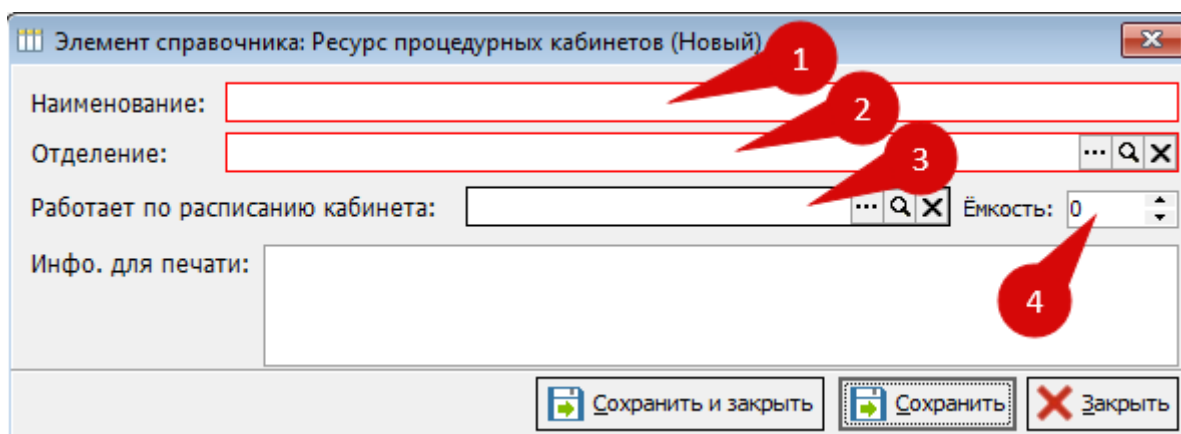 Элемент справочника: Ресурс процедурных кабинетов (Новый)
1
Наименование:
2
Отделение:
3
Работает по расписанию кабинета:
Ёмкость: 0
Инфо. для печати:
4
Сохранить и закрыть
Сохранить
Закрыть